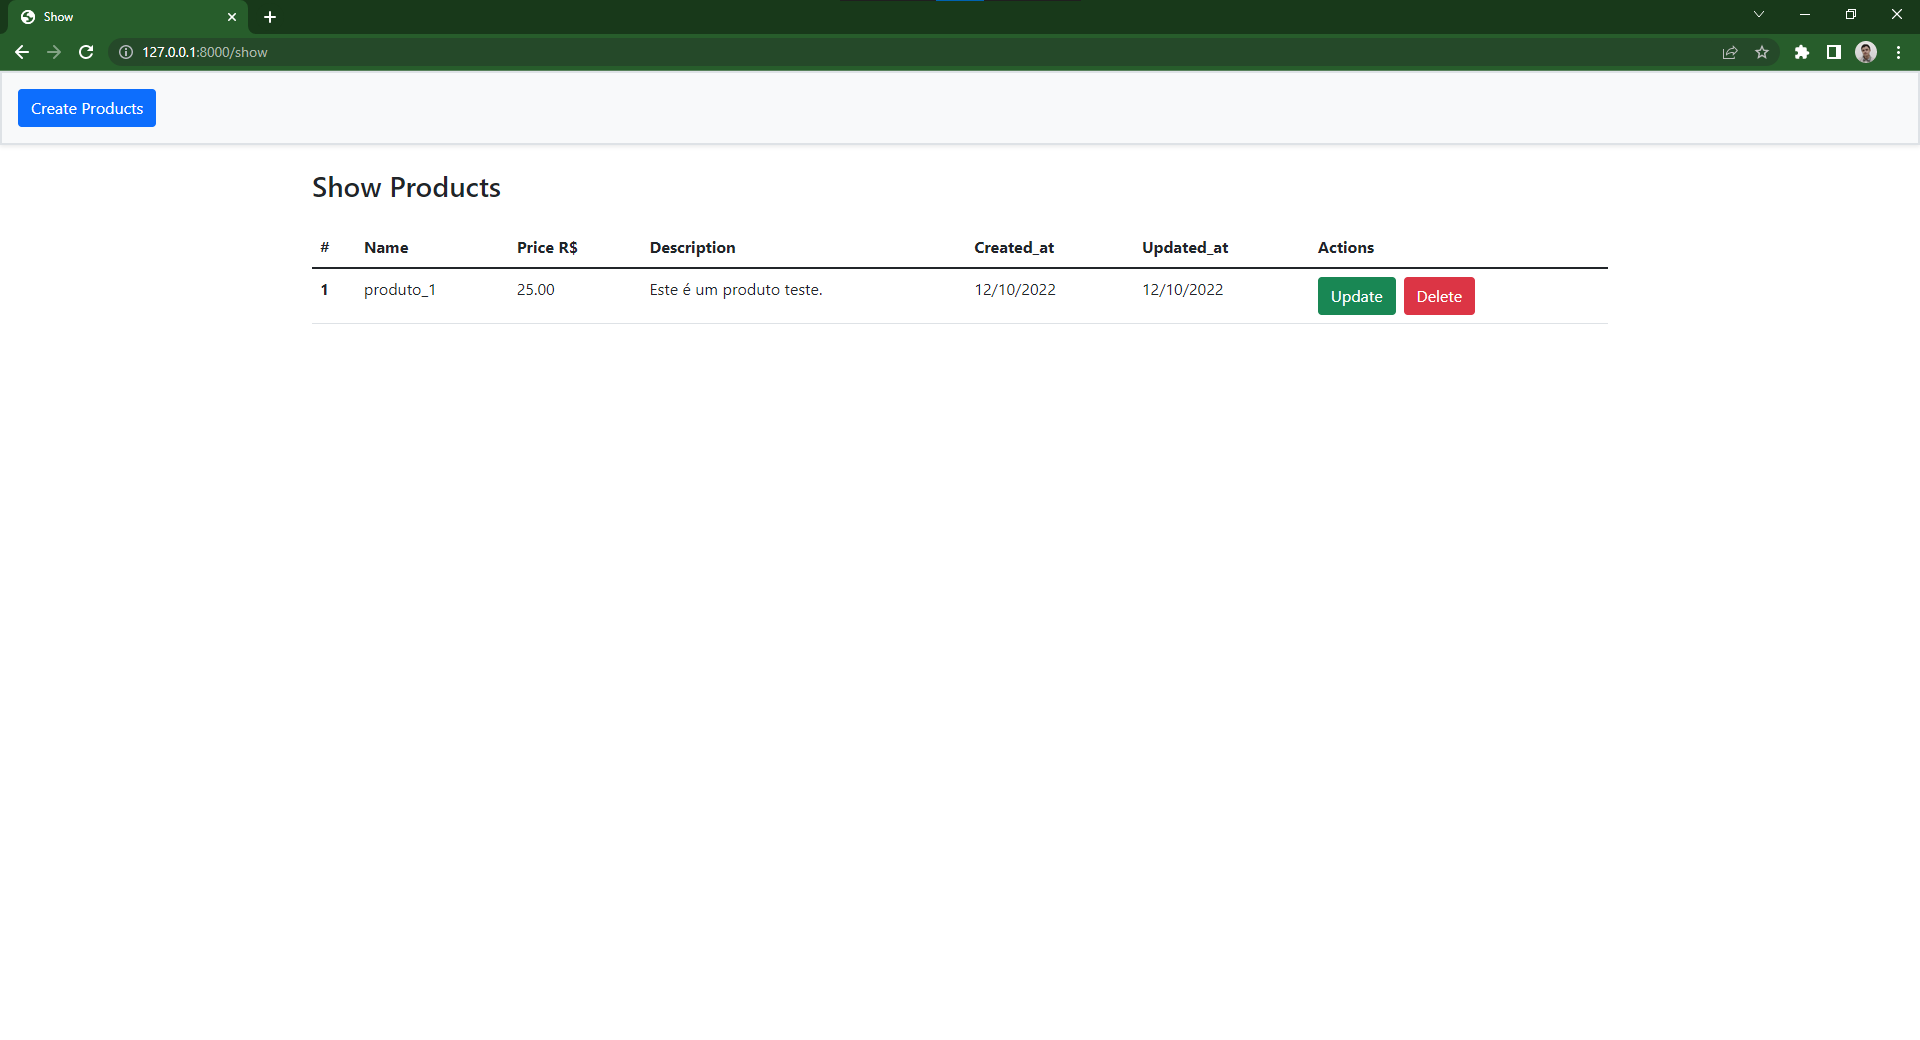 Show
127.0.0.1:8000/show
Create Products
Show Products
# Name Price R$ Description Created_at Updated_at Actions
1 produto_1 25.00 Este é um produto teste. 12/10/2022 12/10/2022 Update Delete